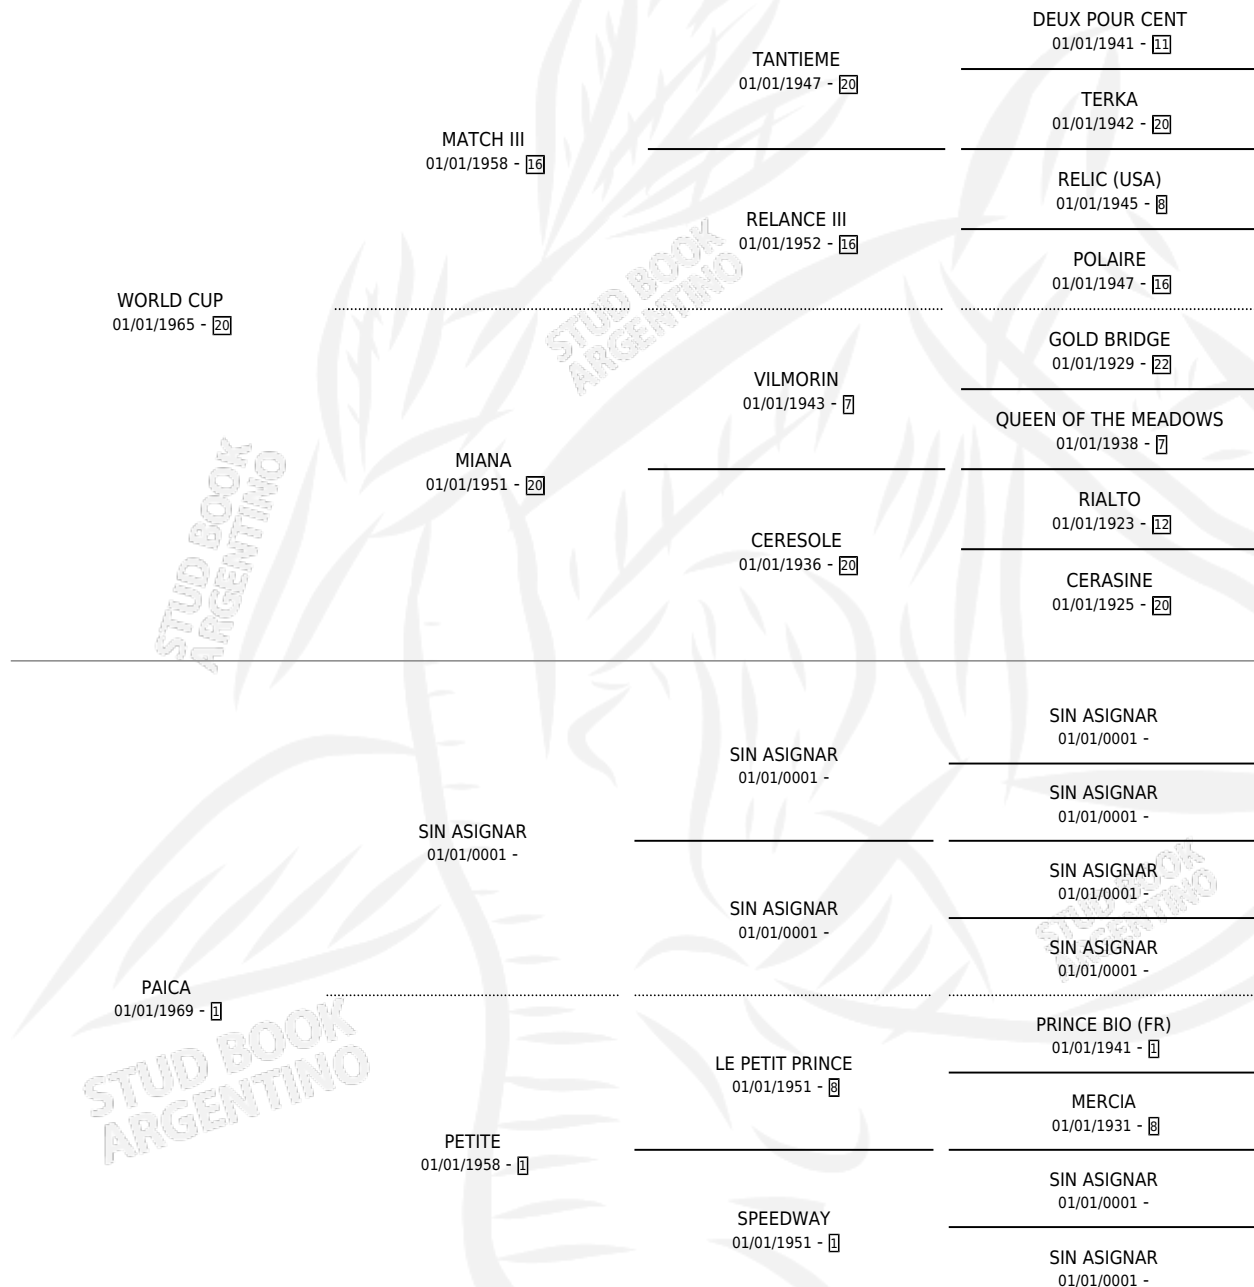 DEUX POUR CENT
01/01/1941 - 11
TANTIEME
01/01/1947 - 20
TERKA
01/01/1942 - 20
MATCH III
01/01/1958 - 16
RELIC (USA)
01/01/1945 - 8
RELANCE III
01/01/1952 - 16
POLAIRE
01/01/1947 - 16
WORLD CUP
01/01/1965 - 20
GOLD BRIDGE
01/01/1929 - 22
VILMORIN
01/01/1943 - 7
QUEEN OF THE MEADOWS
01/01/1938 - 7
MIANA
01/01/1951 - 20
RIALTO
01/01/1923 - 12
CERESOLE
01/01/1936 - 20
CERASINE
01/01/1925 - 20
SIN ASIGNAR
01/01/0001 -
SIN ASIGNAR
01/01/0001 -
SIN ASIGNAR
01/01/0001 -
SIN ASIGNAR
01/01/0001 -
SIN ASIGNAR
01/01/0001 -
SIN ASIGNAR
01/01/0001 -
SIN ASIGNAR
01/01/0001 -
PAICA
01/01/1969 - 1
PRINCE BIO (FR)
01/01/1941 - 1
LE PETIT PRINCE
01/01/1951 - 8
MERCIA
01/01/1931 - 8
PETITE
01/01/1958 - 1
SIN ASIGNAR
01/01/0001 -
SPEEDWAY
01/01/1951 - 1
SIN ASIGNAR
01/01/0001 -
STUD BOOK
ARGENTINO
STUD BOOK
ARGENTINO
STUD BOOK
ARGENTINO
STUD BOOK
ARGENTINO